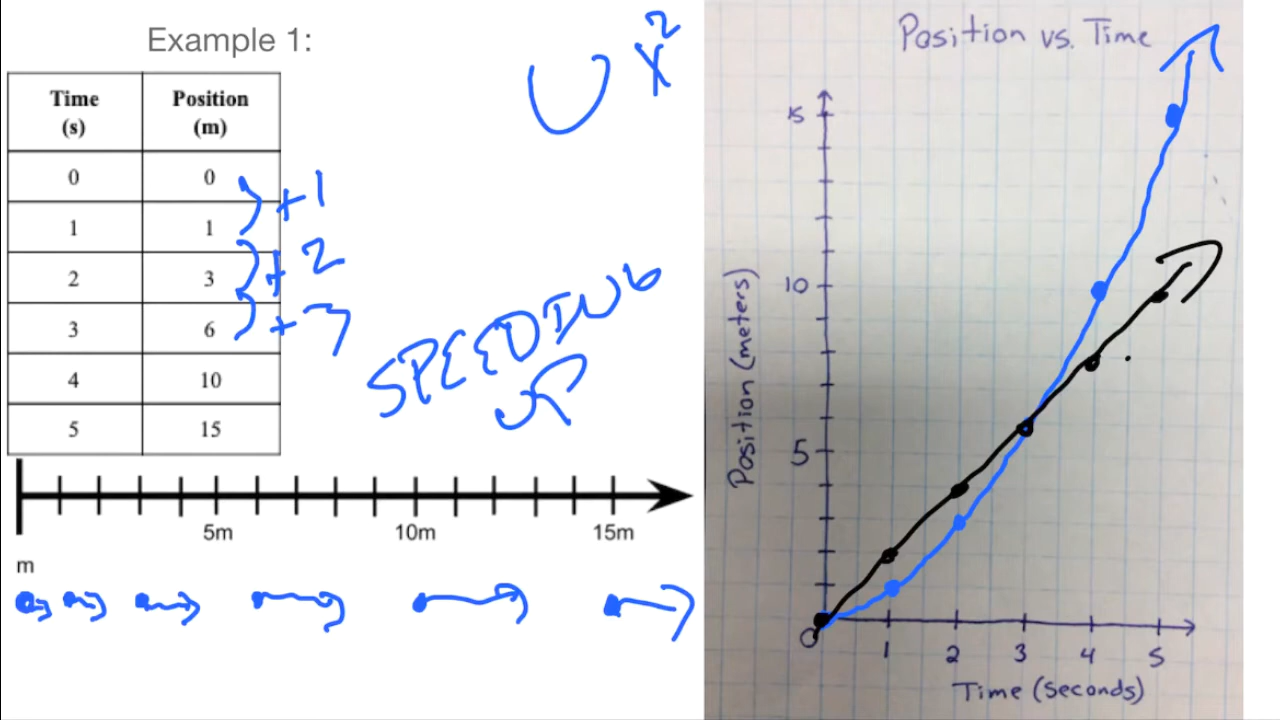 Example 1:
Time (s) Position (m)
0 0
1 1
2 3
3 6
4 10
5 15
+1
+2
+3
x²
SPEEDING
UP
5m 10m 15m
m
Position vs. Time
Position (meters)
15
10
5
0
1 2 3 4 5
Time (seconds)